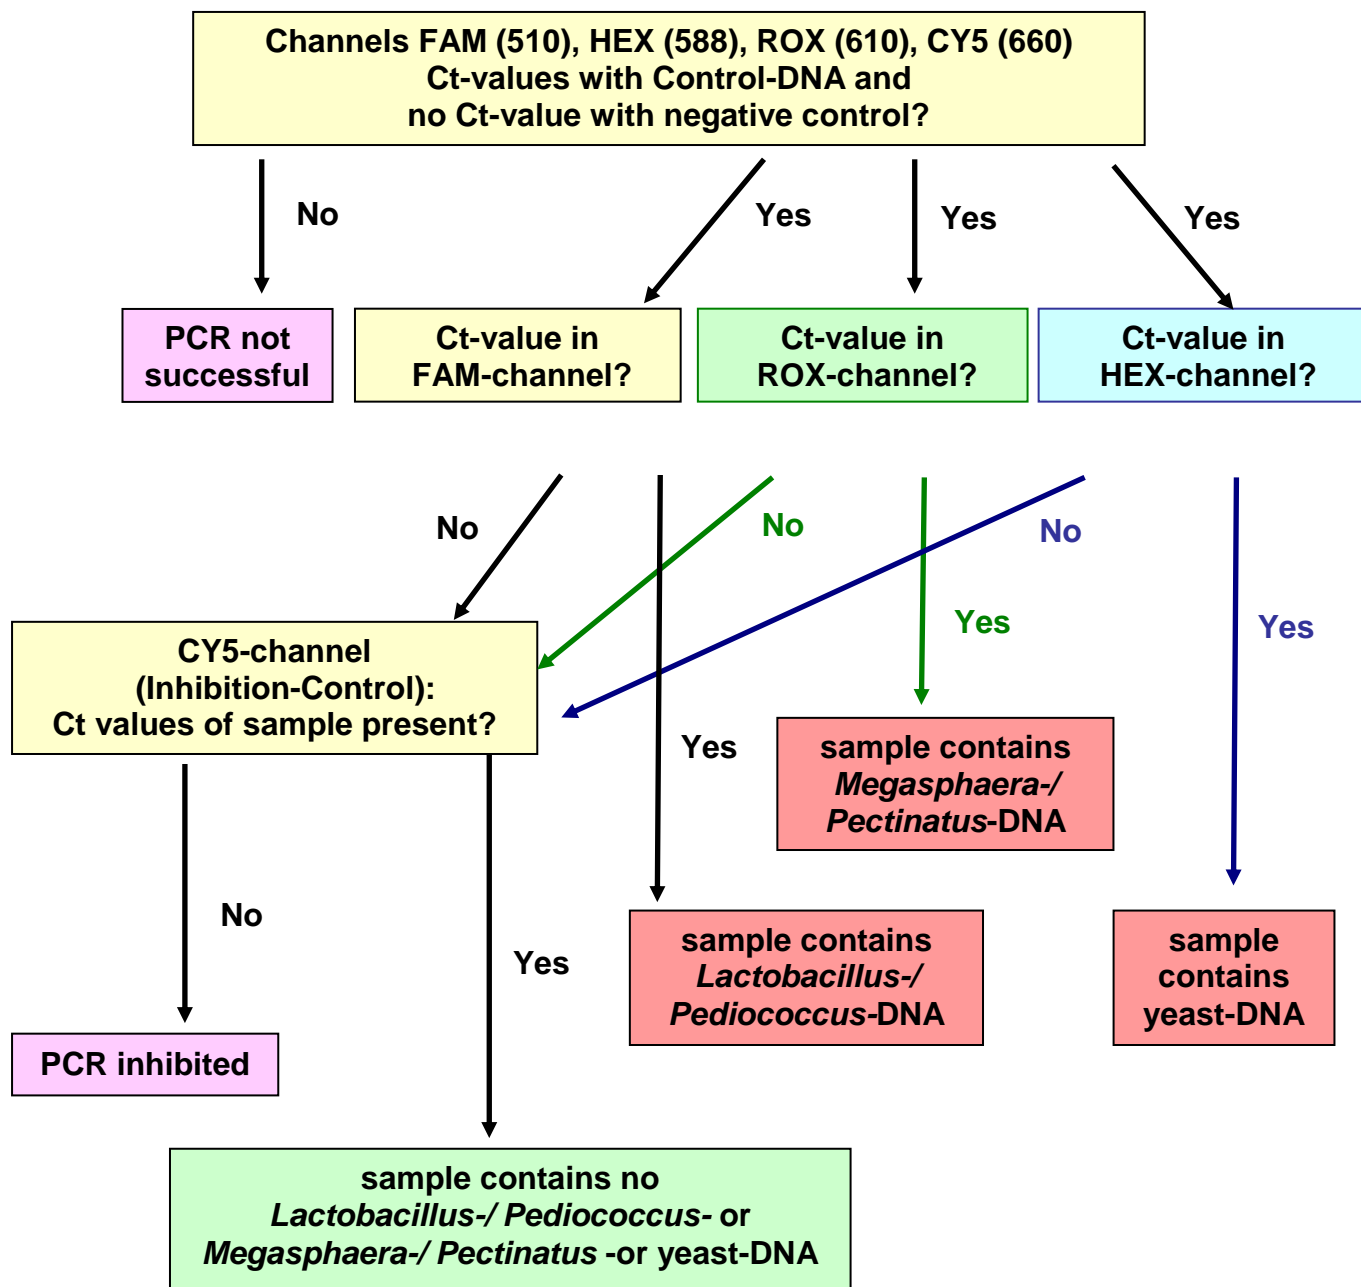 Channels FAM (510), HEX (588), ROX (610), CY5 (660)
Ct-values with Control-DNA and
no Ct-value with negative control?
No
Yes
Yes
Yes
PCR not
successful
Ct-value in
FAM-channel?
Ct-value in
ROX-channel?
Ct-value in
HEX-channel?
No
No
No
Yes
Yes
CY5-channel
(Inhibition-Control):
Ct values of sample present?
Yes
sample contains
Megasphaera-/
Pectinatus-DNA
No
Yes
sample contains
Lactobacillus-/
Pediococcus-DNA
sample
contains
yeast-DNA
PCR inhibited
sample contains no
Lactobacillus-/ Pediococcus- or
Megasphaera-/ Pectinatus -or yeast-DNA